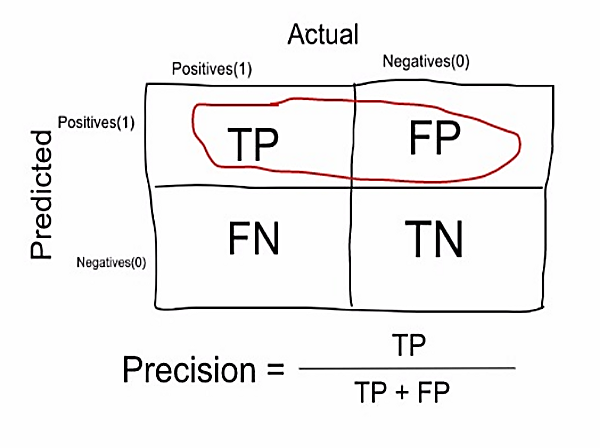 Actual
Positives(1)
Negatives(0)
Predicted
Positives(1)
TP
FP
Negatives(0)
FN
TN
Precision =
TP
TP + FP